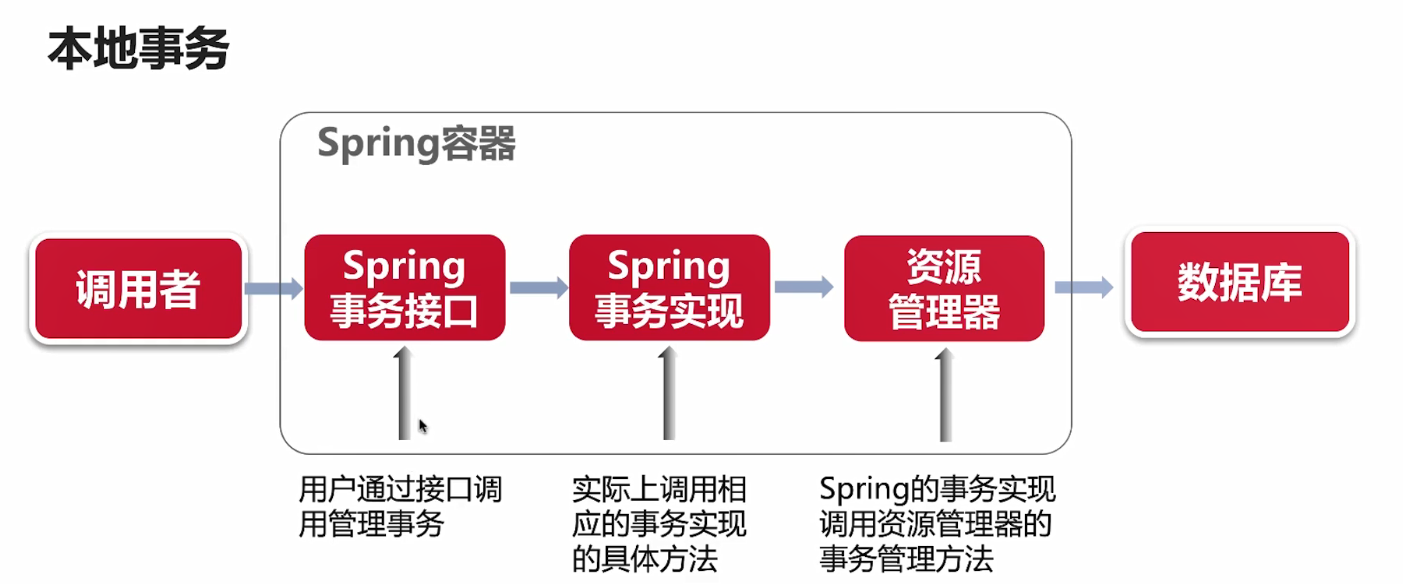 本地事务
Spring容器
调用者
Spring
事务接口
Spring
事务实现
资源
管理器
数据库
用户通过接口调
用管理事务
实际上调用相
应的事务实现
的具体方法
Spring的事务实现
调用资源管理器的
事务管理方法